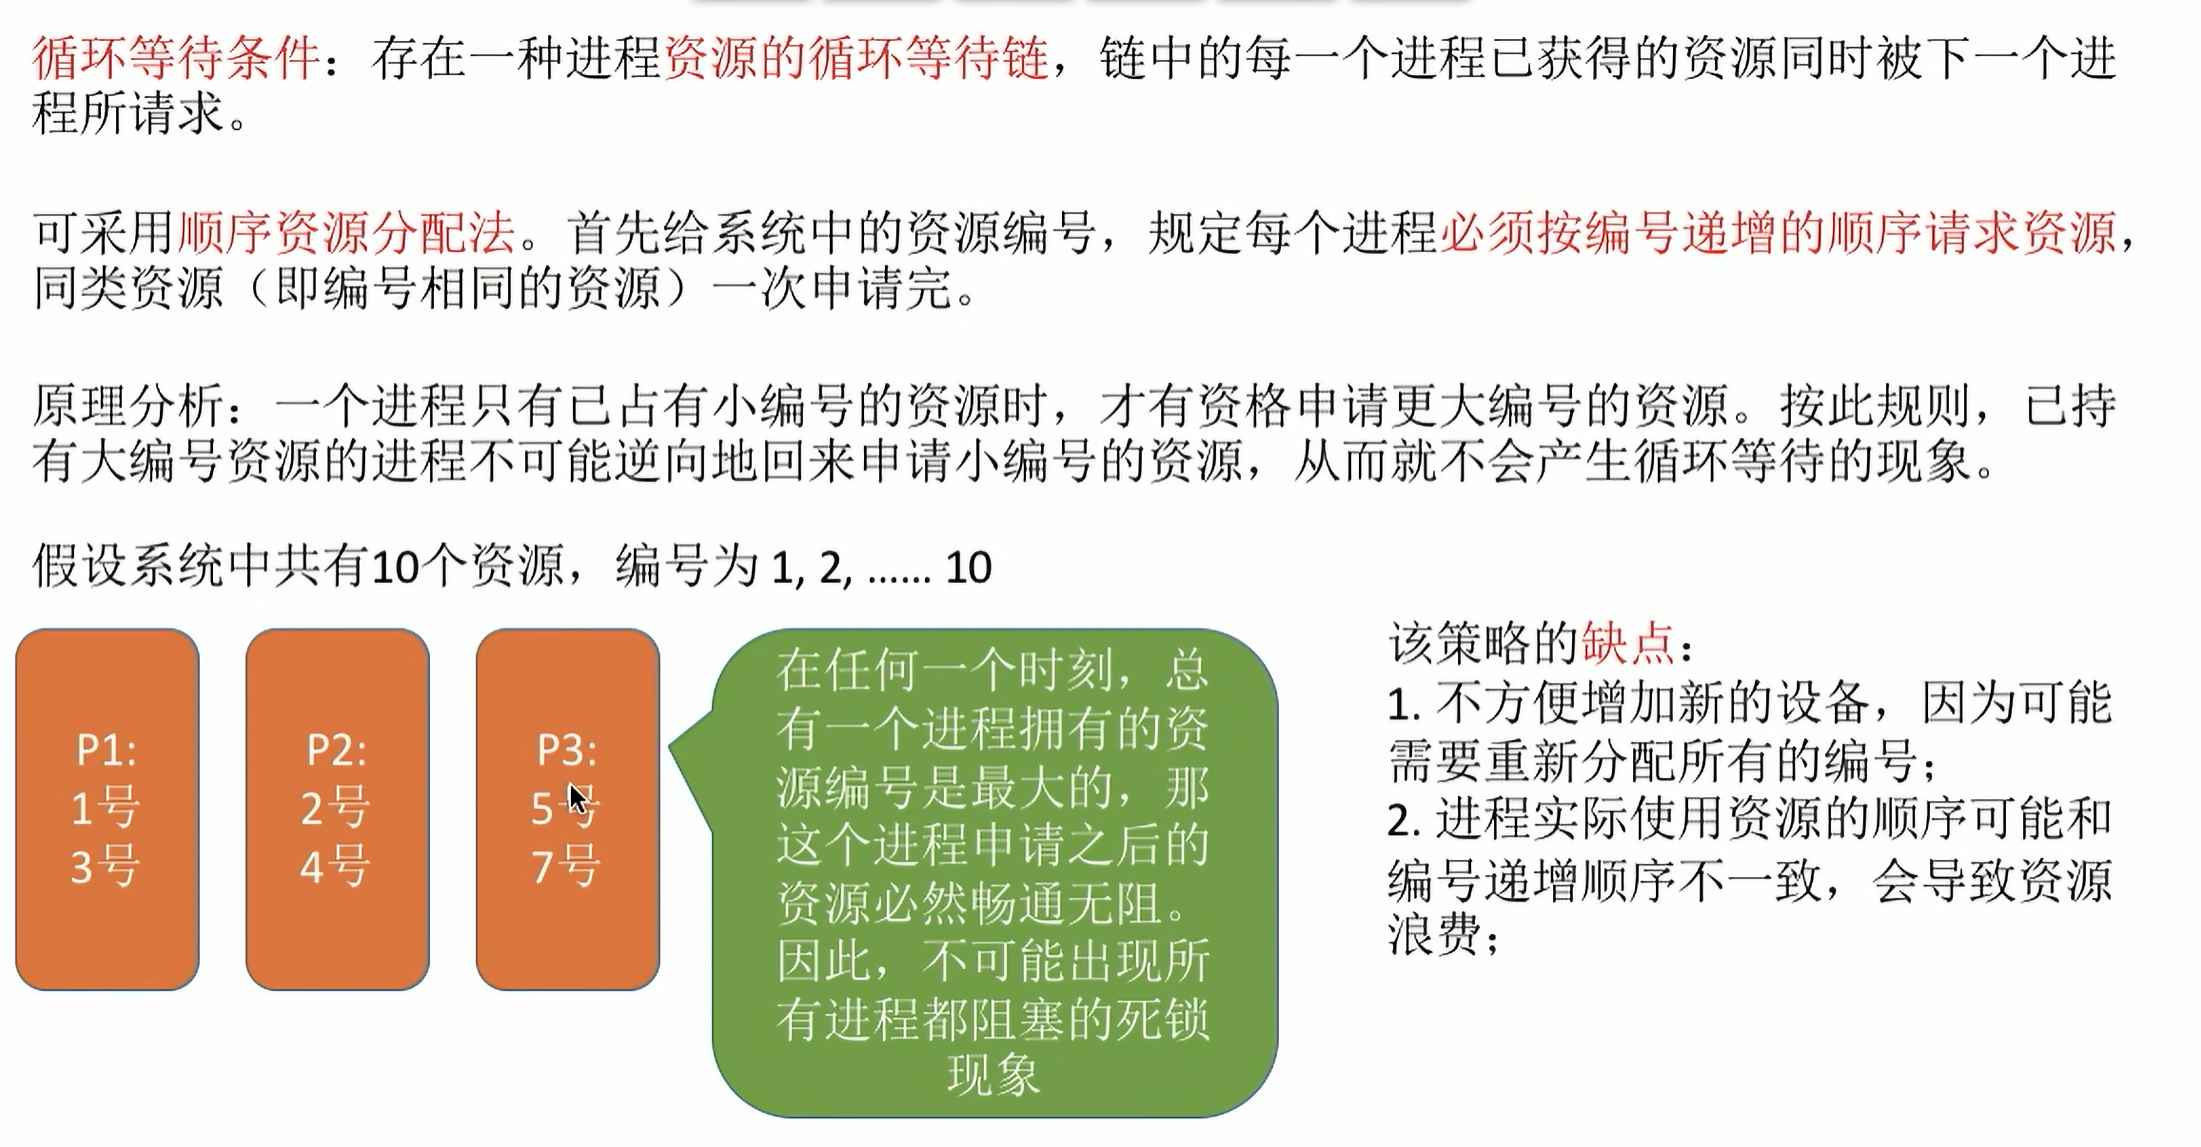 循环等待条件：存在一种进程资源的循环等待链，链中的每一个进程已获得的资源同时被下一个进
程所请求。
可采用顺序资源分配法。首先给系统中的资源编号，规定每个进程必须按编号递增的顺序请求资源，
同类资源（即编号相同的资源）一次申请完。
原理分析：一个进程只有已占有小编号的资源时，才有资格申请更大编号的资源。按此规则，已持
有大编号资源的进程不可能逆向地回来申请小编号的资源，从而就不会产生循环等待的现象。
假设系统中共有10个资源，编号为 1, 2, …… 10
P1:
1号
3号
P2:
2号
4号
P3:
5号
7号
在任何一个时刻，总
有一个进程拥有的资
源编号是最大的，那
这个进程申请之后的
资源必然畅通无阻。
因此，不可能出现所
有进程都阻塞的死锁
现象
该策略的缺点：
1. 不方便增加新的设备，因为可能
需要重新分配所有的编号；
2. 进程实际使用资源的顺序可能和
编号递增顺序不一致，会导致资源
浪费；